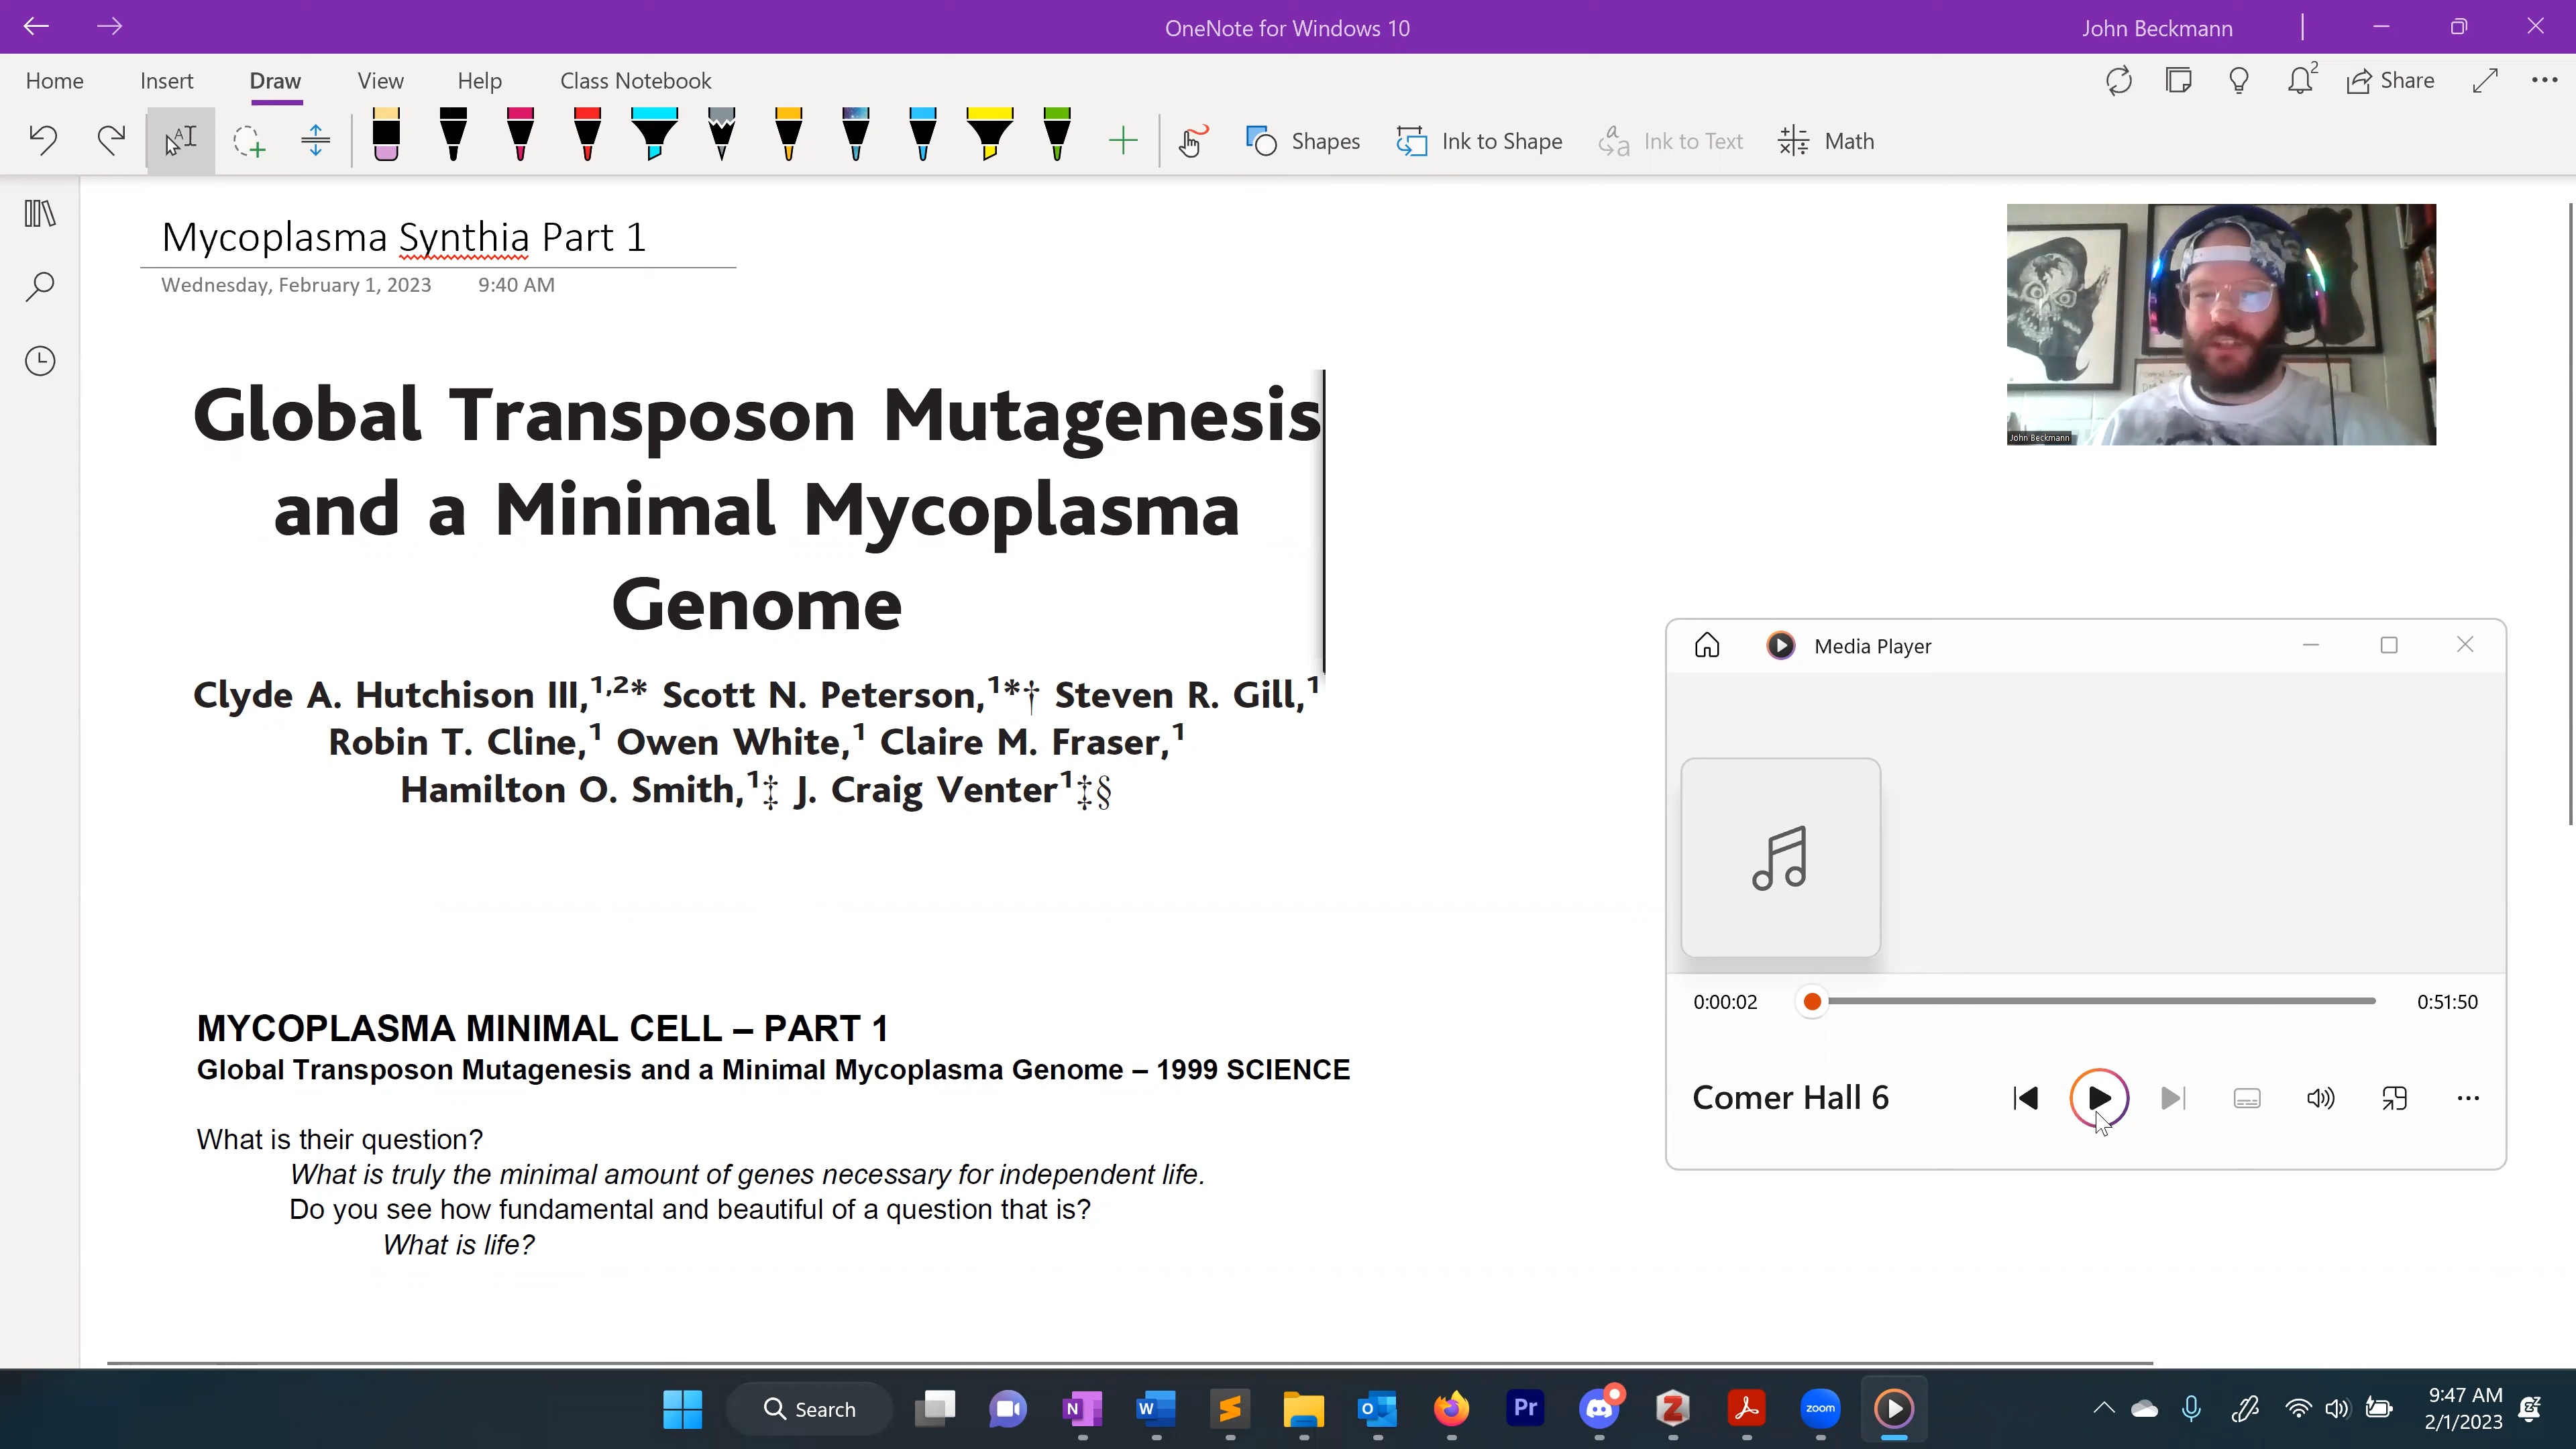 OneNote for Windows 10
John Beckmann
Home Insert Draw View Help Class Notebook
2
Share
Shapes Ink to Shape Ink to Text Math
Mycoplasma Synthia Part 1
Wednesday, February 1, 2023 9:40 AM
John Beckmann
Global Transposon Mutagenesis
and a Minimal Mycoplasma
Genome
Clyde A. Hutchison III,1,2* Scott N. Peterson,1*† Steven R. Gill,1
Robin T. Cline,1 Owen White,1 Claire M. Fraser,1
Hamilton O. Smith,1‡ J. Craig Venter1‡§
Media Player
0:00:02 0:51:50
Comer Hall 6
MYCOPLASMA MINIMAL CELL – PART 1
Global Transposon Mutagenesis and a Minimal Mycoplasma Genome – 1999 SCIENCE
What is their question?
What is truly the minimal amount of genes necessary for independent life.
Do you see how fundamental and beautiful of a question that is?
What is life?
Search
N
W
O
Pr
Z
zoom
9:47 AM
2/1/2023